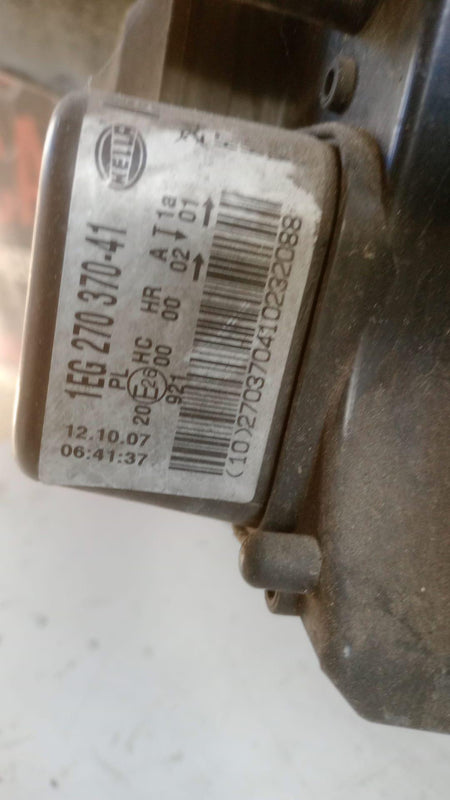 HELLA
1EG 270 370-41
PL HC HR A T1a
20 E26 00 00 02 01
921
12.10.07
06:41:37
(10)270370410232088